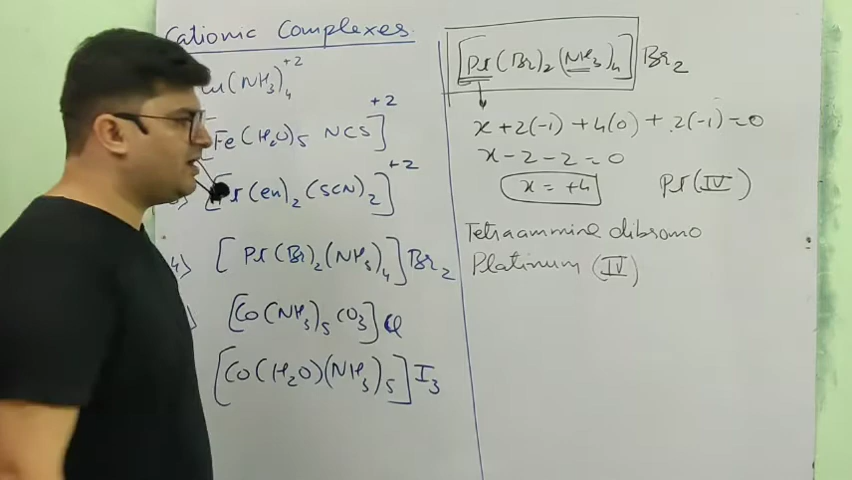 Cationic Complexes
(NH3)4 +2
Fe(H2O)5 NCS] +2
(en)2(SCN)2] +2
4) [Pt(Br)2(NH3)4]Br2
[Co(NH3)5CO3]Cl
[Co(H2O)(NH3)5]I3
[Pt(Br)2(NH3)4]Br2
x+2(-1)+4(0)+2(-1)=0
x-2-2=0
x=+4 Pt(IV)
Tetraammine dibromo
Platinum (IV)